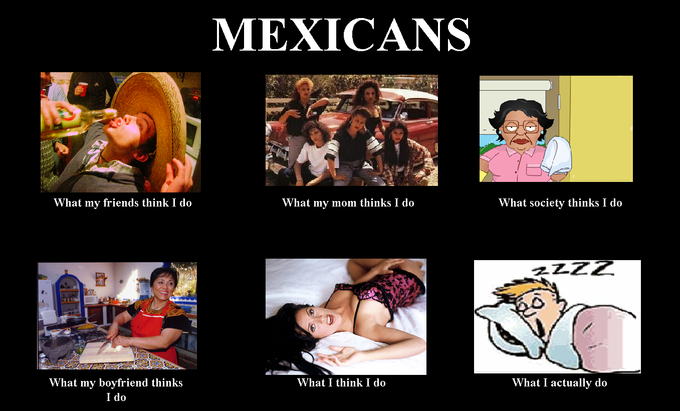 MEXICANS
What my friends think I do
What my mom thinks I do
What society thinks I do
zzzz
What my boyfriend thinks
I do
What I think I do
What I actually do